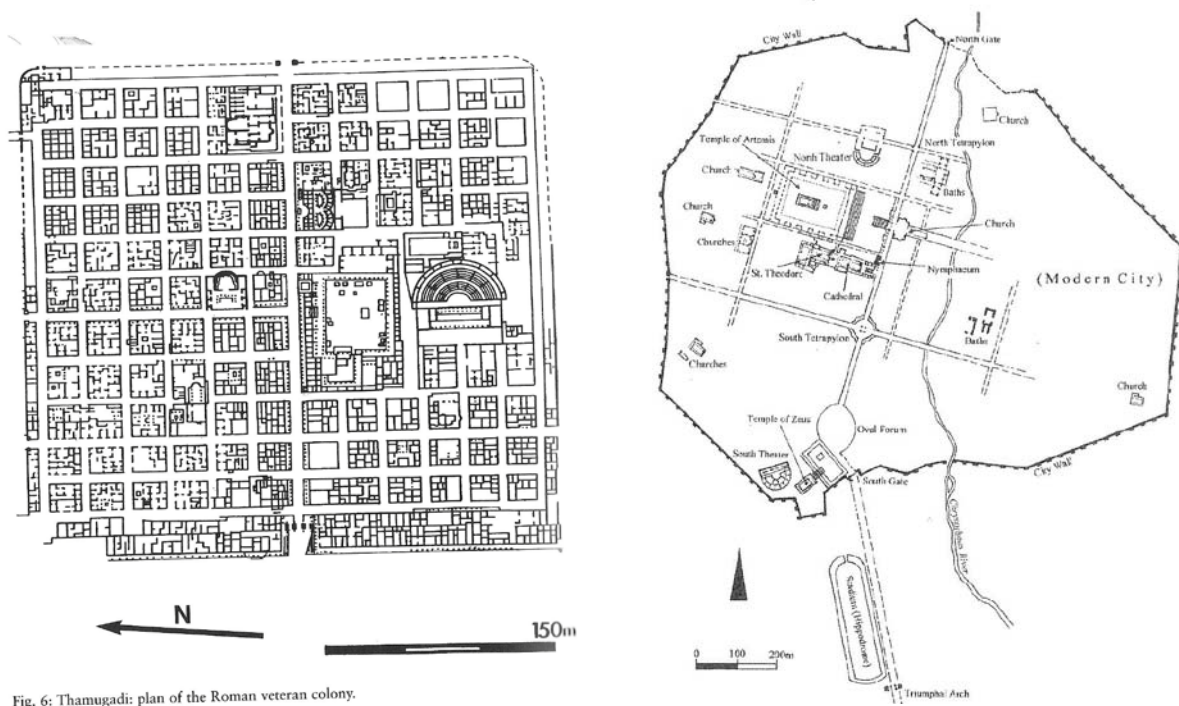 N
150m
Fig. 6: Thamugadi: plan of the Roman veteran colony.
City Wall
North Gate
Church
Temple of Artemis
North Theater
North Tetrapylon
Church
Baths
Church
Church
Churches
St. Theodore
Nymphaeum
Cathedral
(Modern City)
South Tetrapylon
Baths
Churches
Church
Temple of Zeus
Oval Forum
South Theater
City Wall
South Gate
River
Stadium (Hippodrome)
0 100 200m
Triumphal Arch